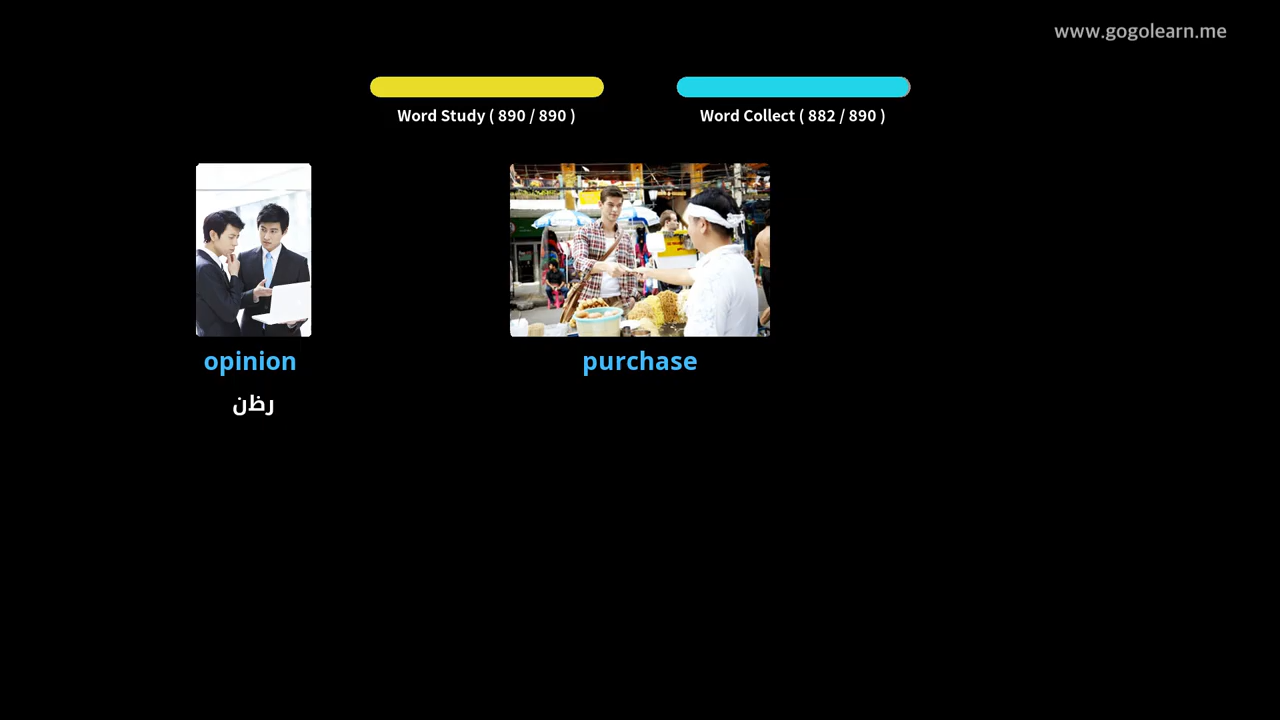 www.gogolearn.me
Word Study ( 890 / 890 )
Word Collect ( 882 / 890 )
opinion
purchase
رظن